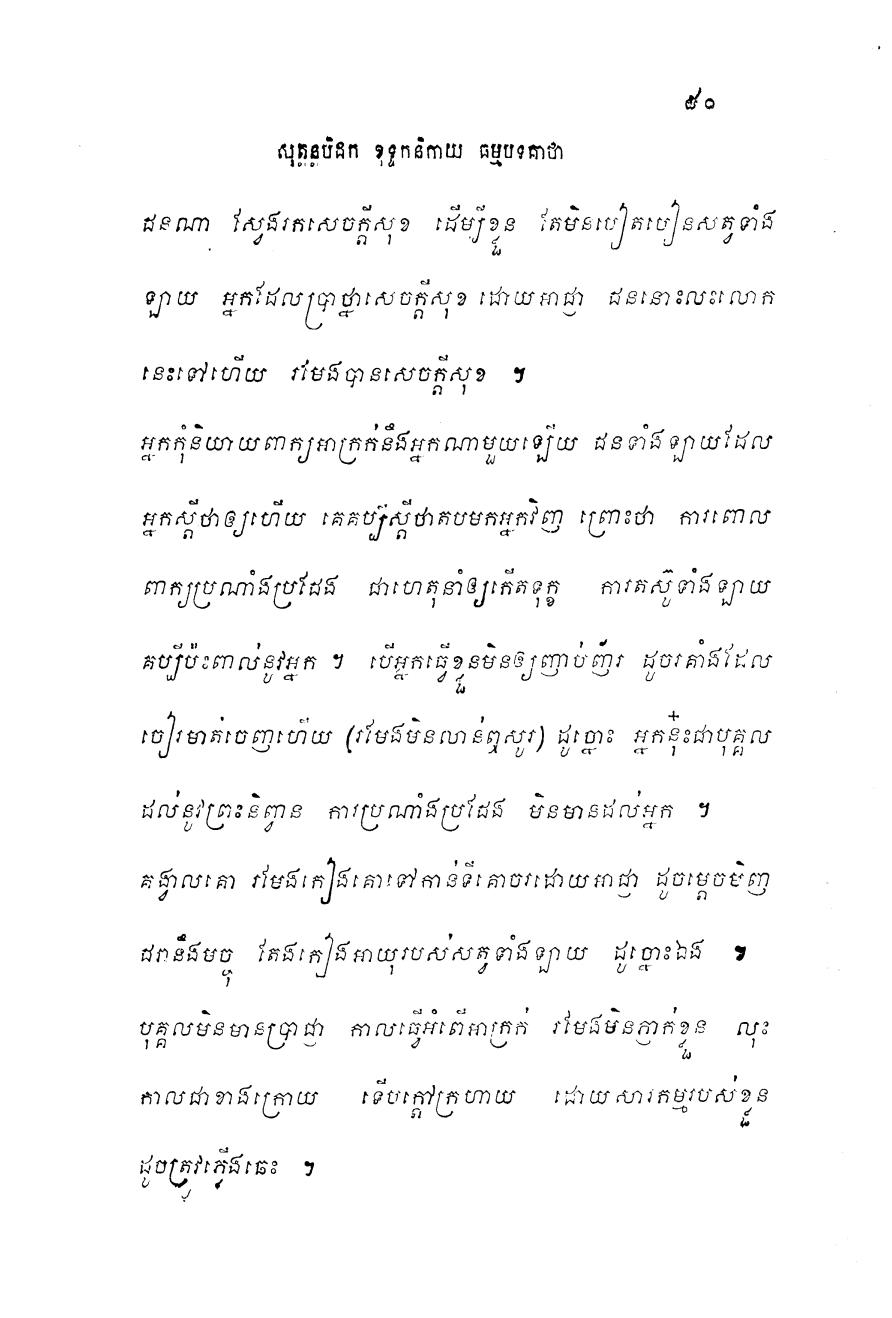 ៥១
សុត្តន្តបិដក ខុទ្ទកនិកាយ ធម្មបទគាថា
ជនណា ស្វែងរកសេចក្តីសុខ ដើម្បីខ្លួន តែមិនបៀតបៀនសត្វទាំង
ឡាយ អ្នកដែលប្រាថ្នាសេចក្តីសុខ ដោយអាជ្ញា ជននោះលះលោក
នេះទៅហើយ រមែងបានសេចក្តីសុខ ៗ
អ្នកកុំនិយាយពាក្យអាក្រក់នឹងអ្នកណាមួយឡើយ ជនទាំងឡាយដែល
អ្នកស្តីថាឲ្យហើយ គេគប្បីស្តីថាតបមកអ្នកវិញ ព្រោះថា ការពោល
ពាក្យប្រណាំងប្រជែង ជាហេតុនាំឲ្យកើតទុក្ខ ការតស៊ូទាំងឡាយ
គប្បីប៉ះពាល់នូវអ្នក ។ បើអ្នកធ្វើខ្លួនមិនឲ្យញាប់ញ័រ ដូចរគាំងដែល
ចៀរមាត់ចេញហើយ (រមែងមិនលាន់ឮសូរ) ដូច្នោះ អ្នកនុ៎ះជាបុគ្គល
ដល់នូវព្រះនិព្វាន ការប្រណាំងប្រជែង មិនមានដល់អ្នក ។
គង្វាលគោ រមែងកៀងគោទៅកាន់ទីគោចរដោយអាជ្ញា ដូចម្តេចមិញ
ជរានឹងមច្ចុ តែងកៀងអាយុរបស់សត្វទាំងឡាយ ដូច្នោះឯង ។
បុគ្គលមិនមានប្រាជ្ញា កាលធ្វើអំពើអាក្រក់ រមែងមិនភ្ញាក់ខ្លួន លុះ
កាលជាខាងក្រោយ ទើបក្តៅក្រហាយ ដោយសារកម្មរបស់ខ្លួន
ដូចត្រូវភ្លើងឆេះ ។